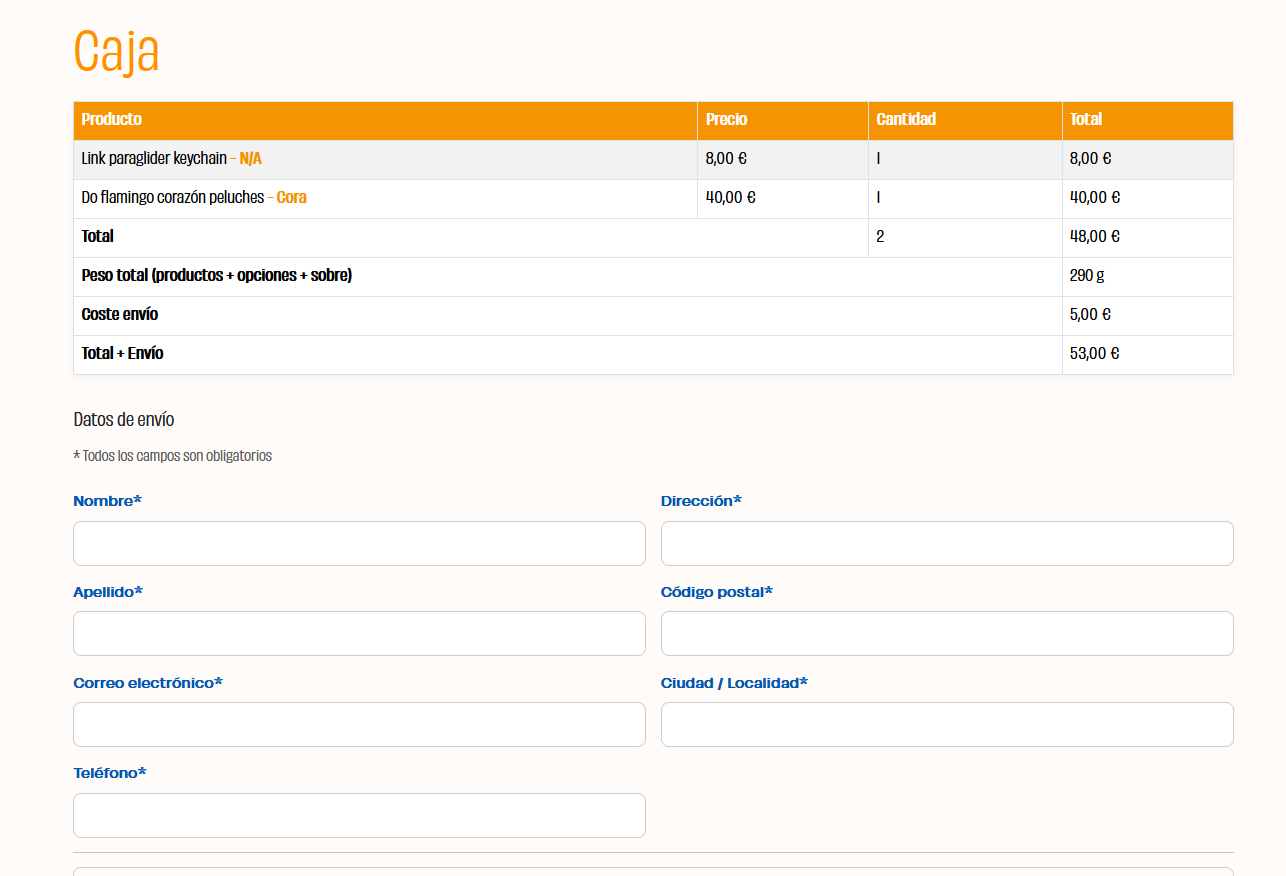 Caja
Producto Precio Cantidad Total
Link paraglider keychain - N/A 8,00 € 1 8,00 €
Do flamingo corazón peluches - Cora 40,00 € 1 40,00 €
Total 2 48,00 €
Peso total (productos + opciones + sobre) 290 g
Coste envío 5,00 €
Total + Envío 53,00 €
Datos de envío
* Todos los campos son obligatorios
Nombre* Dirección*
Apellido* Código postal*
Correo electrónico* Ciudad / Localidad*
Teléfono*